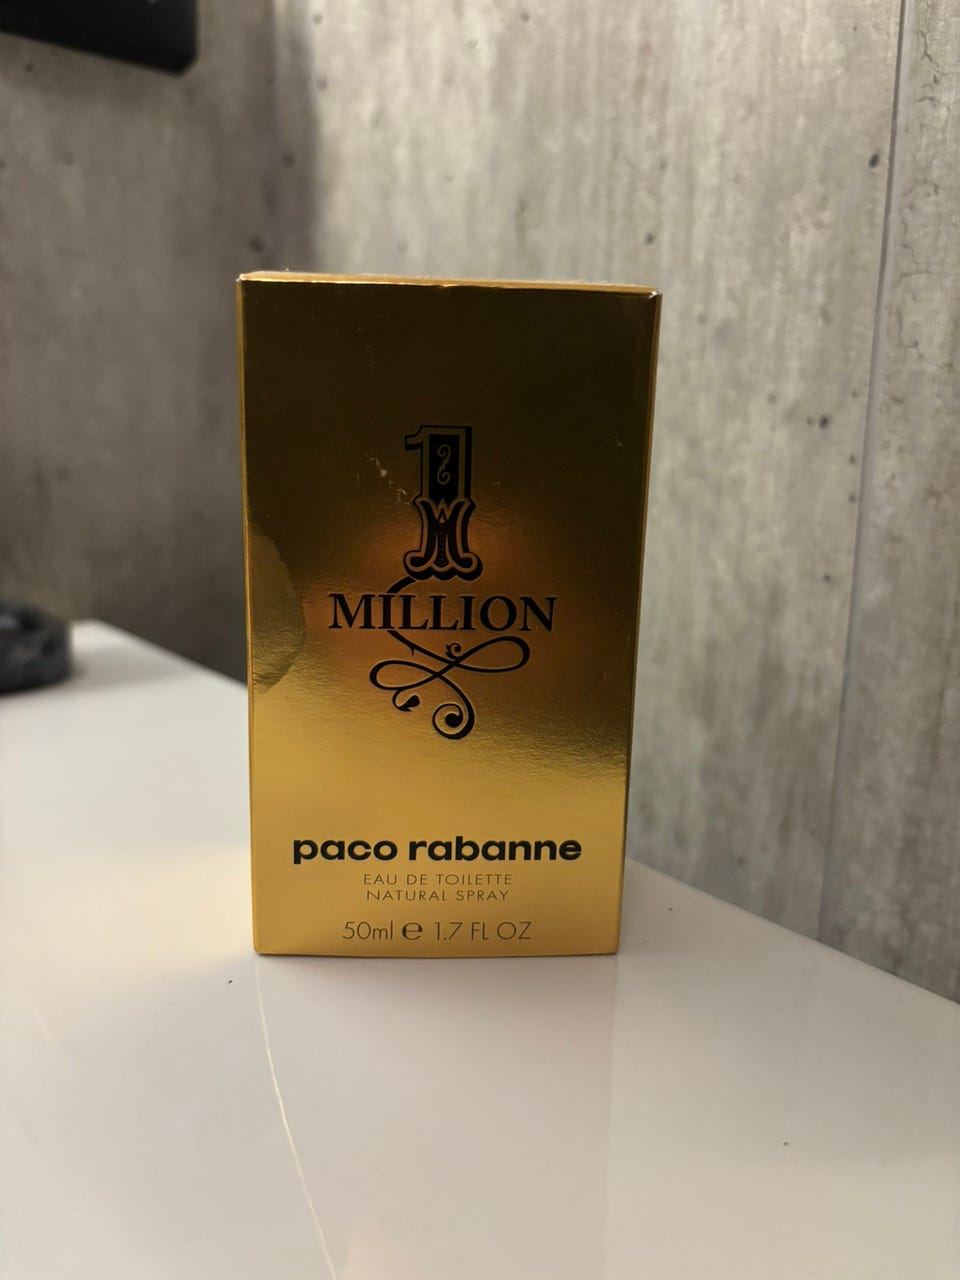 1
MILLION
paco rabanne
EAU DE TOILETTE
NATURAL SPRAY
50ml e 1.7 FL OZ